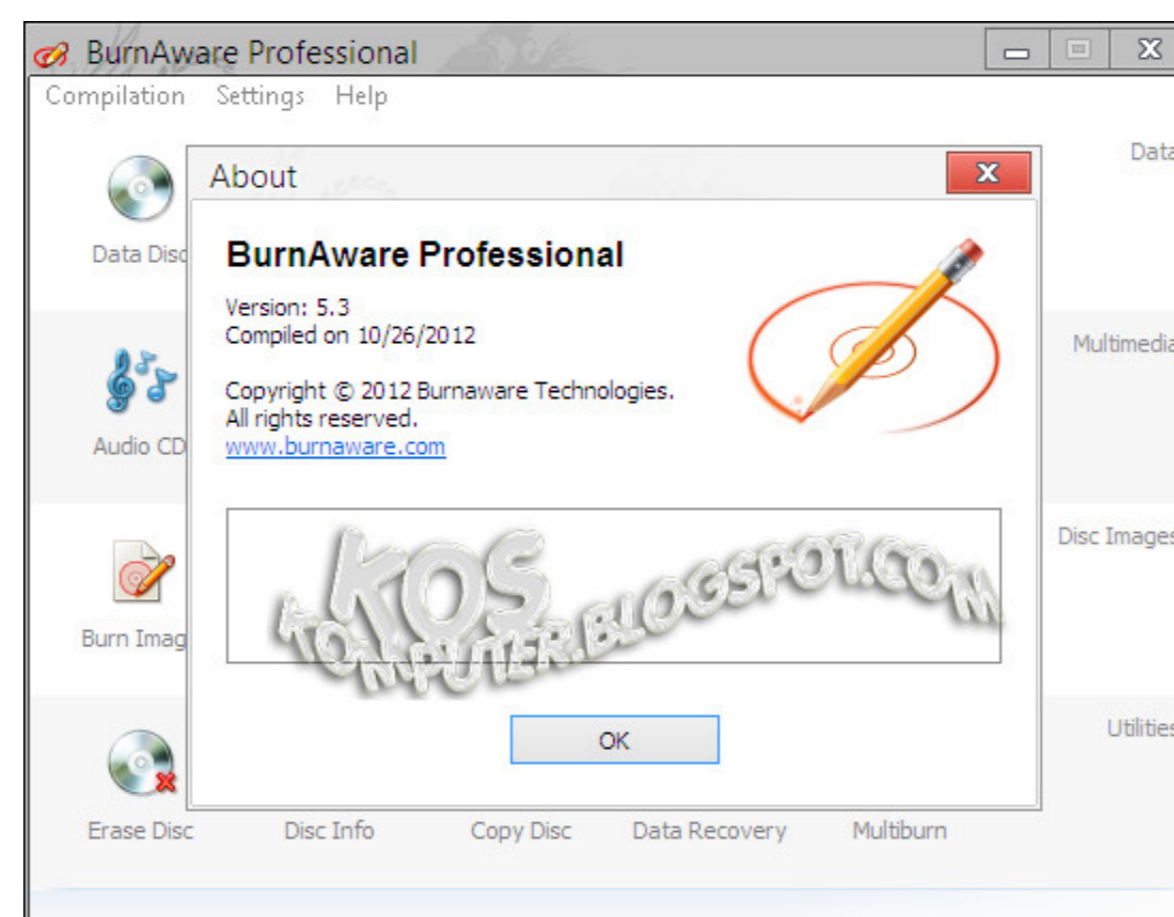 BurnAware Professional
Compilation Settings Help
Data
About
Data Disc
BurnAware Professional
Version: 5.3
Compiled on 10/26/2012
Multimedia
Copyright © 2012 Burnaware Technologies.
All rights reserved.
Audio CD
www.burnaware.com
Disc Images
KOS
KOMPUTER.BLOGSPOT.COM
Burn Imag
Utilities
OK
Erase Disc Disc Info Copy Disc Data Recovery Multiburn